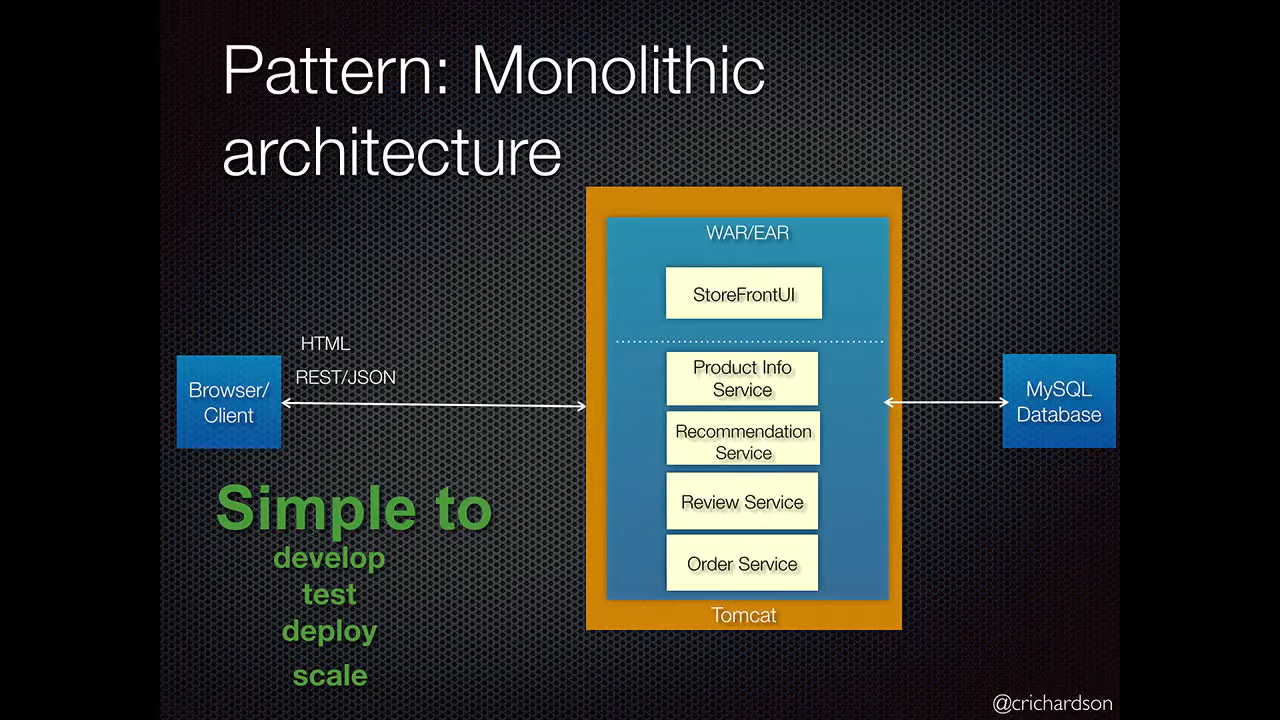 Pattern: Monolithic
architecture
WAR/EAR
StoreFrontUI
HTML
REST/JSON
Browser/
Client
Product Info
Service
Recommendation
Service
Review Service
Order Service
Tomcat
MySQL
Database
Simple to
develop
test
deploy
scale
@crichardson